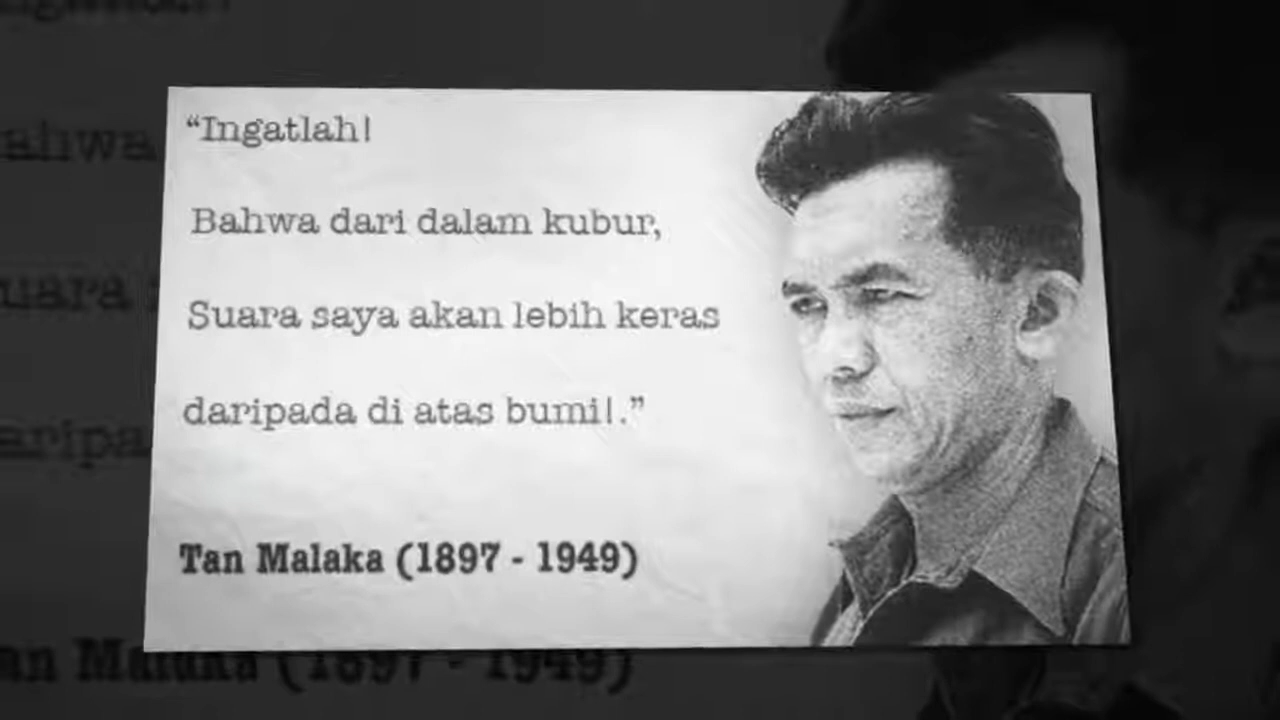 “Ingatlah!
Bahwa dari dalam kubur,
Suara saya akan lebih keras
daripada di atas bumi!.”
Tan Malaka (1897 - 1949)